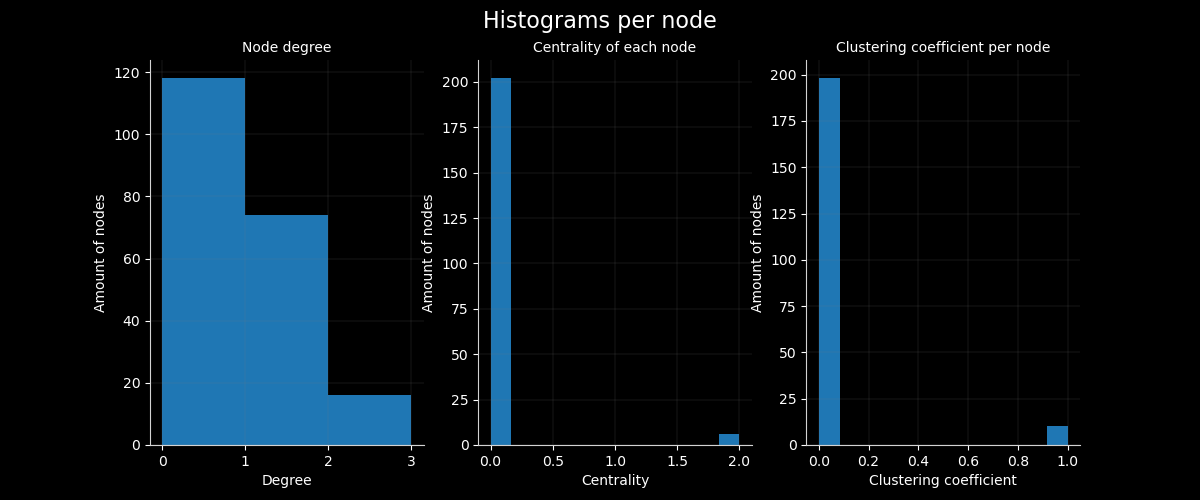 Histograms per node
Node degree
120
100
80
60
40
20
0
Amount of nodes
0 1 2 3
Degree
Centrality of each node
200
175
150
125
100
75
50
25
0
Amount of nodes
0.0 0.5 1.0 1.5 2.0
Centrality
Clustering coefficient per node
200
175
150
125
100
75
50
25
0
Amount of nodes
0.0 0.2 0.4 0.6 0.8 1.0
Clustering coefficient